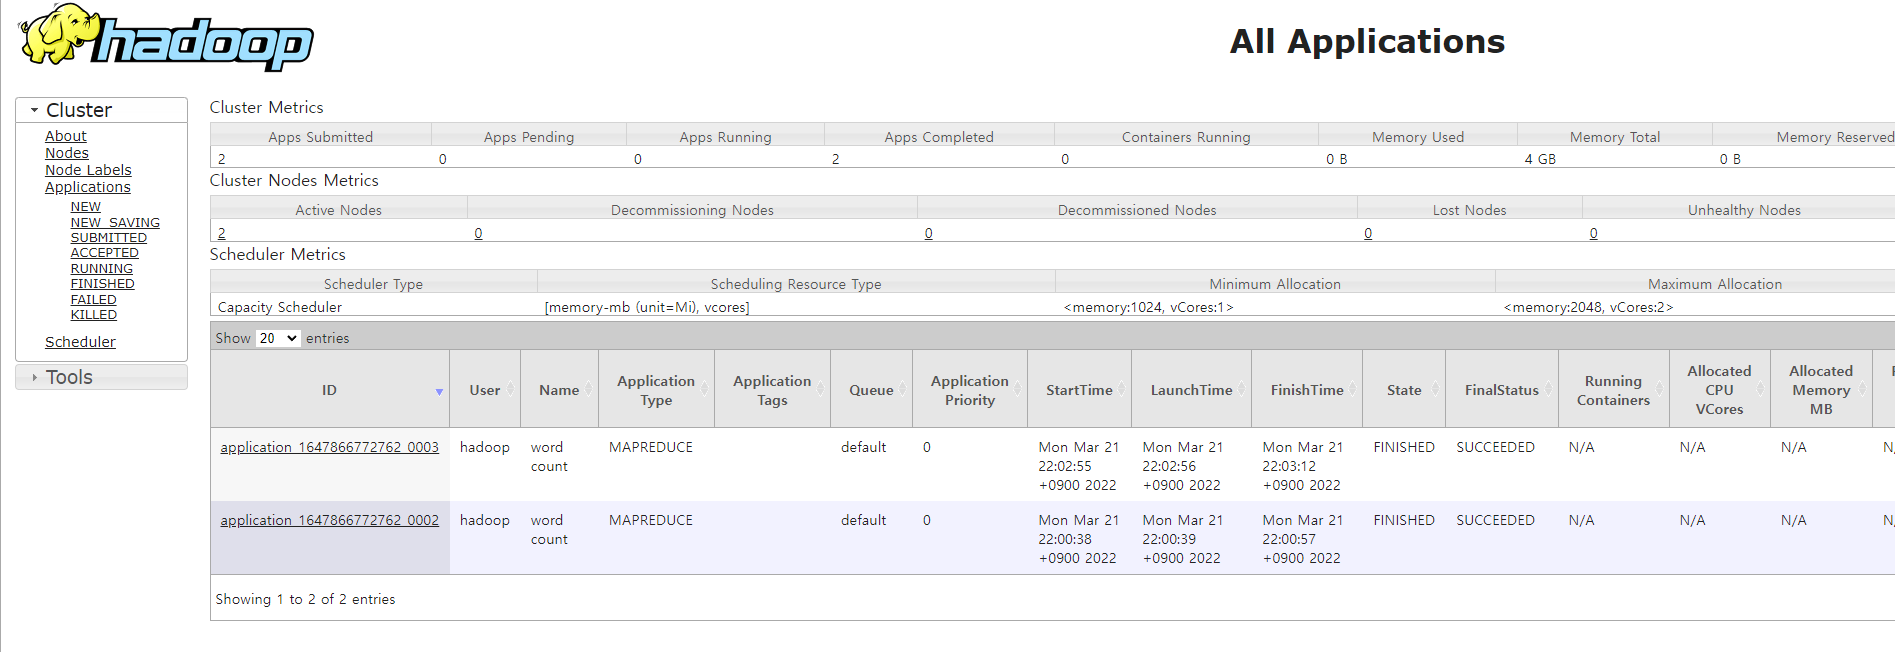 hadoop
All Applications
Cluster
About
Nodes
Node Labels
Applications
NEW
NEW_SAVING
SUBMITTED
ACCEPTED
RUNNING
FINISHED
FAILED
KILLED
Scheduler
Tools
Cluster Metrics
Apps Submitted Apps Pending Apps Running Apps Completed Containers Running Memory Used Memory Total Memory Reserved
2 0 0 2 0 0 B 4 GB 0 B
Cluster Nodes Metrics
Active Nodes Decommissioning Nodes Decommissioned Nodes Lost Nodes Unhealthy Nodes
2 0 0 0 0
Scheduler Metrics
Scheduler Type Scheduling Resource Type Minimum Allocation Maximum Allocation
Capacity Scheduler [memory-mb (unit=Mi), vcores] <memory:1024, vCores:1> <memory:2048, vCores:2>
Show 20 entries
ID User Name Application Type Application Tags Queue Application Priority StartTime LaunchTime FinishTime State FinalStatus Running Containers Allocated CPU VCores Allocated Memory MB
application_1647866772762_0003 hadoop word count MAPREDUCE default 0 Mon Mar 21 22:02:55 +0900 2022 Mon Mar 21 22:02:56 +0900 2022 Mon Mar 21 22:03:12 +0900 2022 FINISHED SUCCEEDED N/A N/A N/A
application_1647866772762_0002 hadoop word count MAPREDUCE default 0 Mon Mar 21 22:00:38 +0900 2022 Mon Mar 21 22:00:39 +0900 2022 Mon Mar 21 22:00:57 +0900 2022 FINISHED SUCCEEDED N/A N/A N/A
Showing 1 to 2 of 2 entries